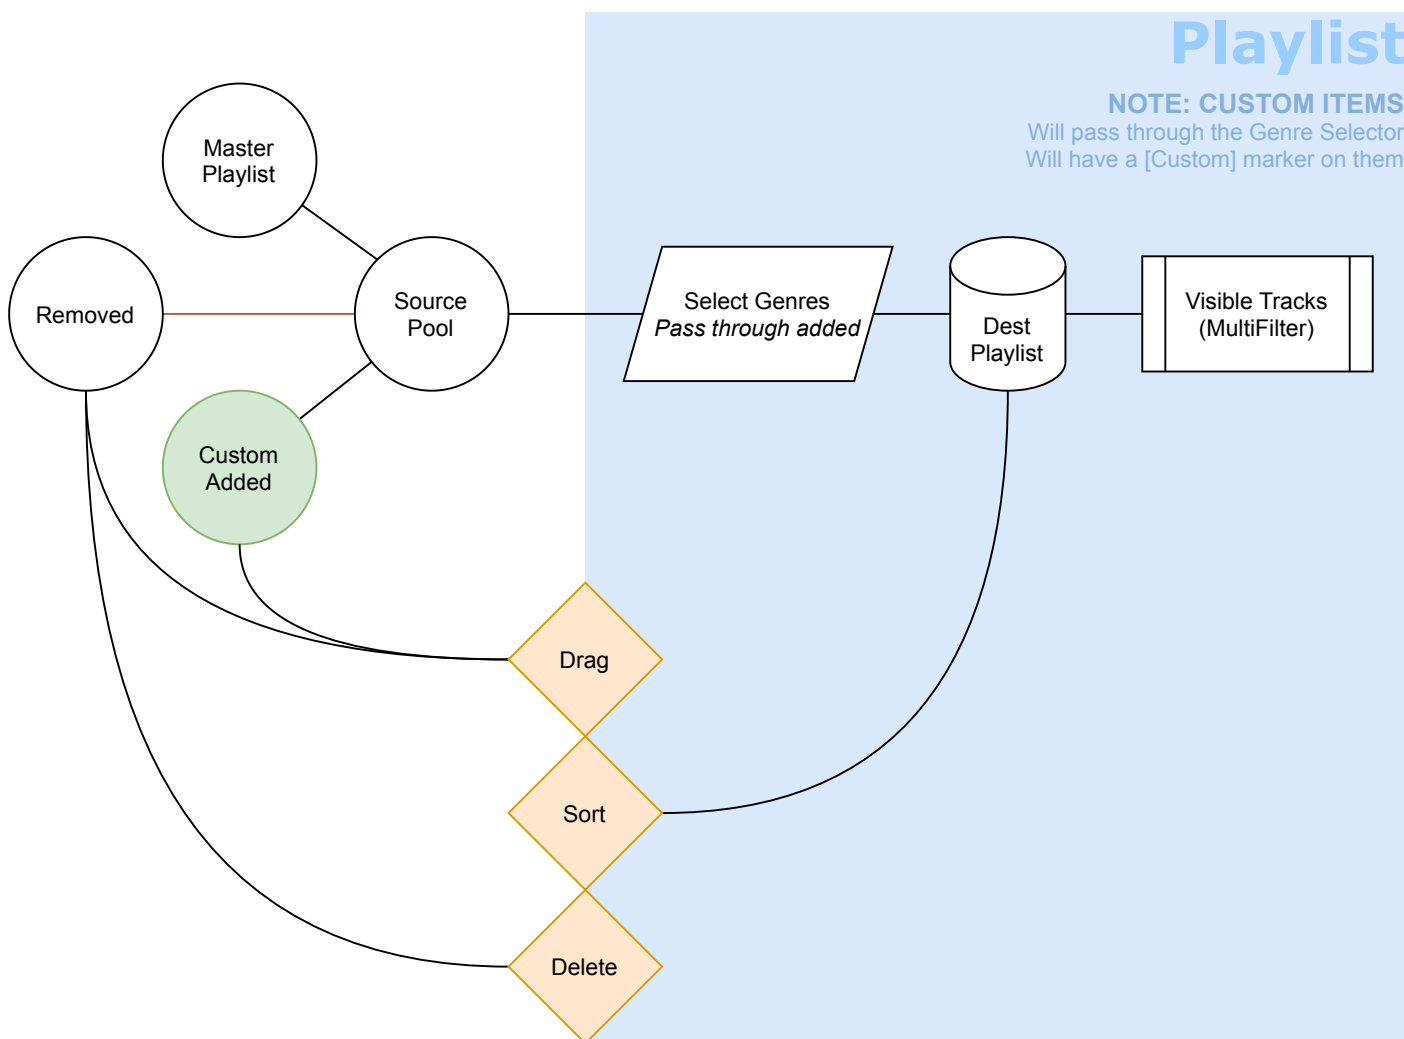 Playlist
NOTE: CUSTOM ITEMS
Will pass through the Genre Selector
Will have a [Custom] marker on them
Master
Playlist
Removed
Source
Pool
Select Genres
Pass through added
Dest
Playlist
Visible Tracks
(MultiFilter)
Custom
Added
Drag
Sort
Delete